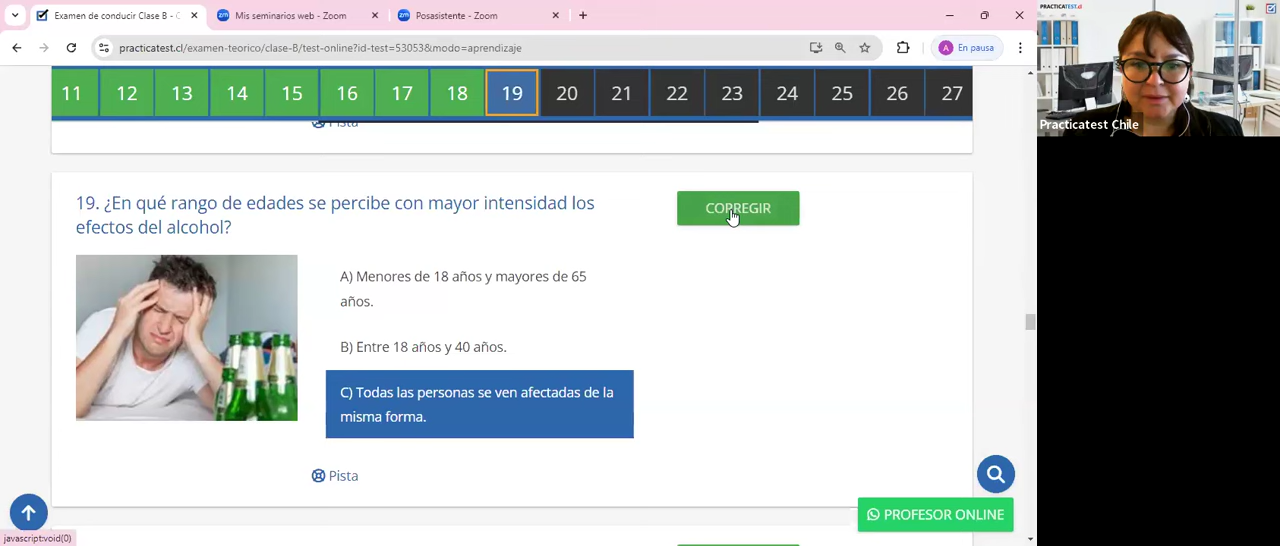 Examen de conducir Clase B - C
Mis seminarios web - Zoom
Posasistente - Zoom
practicatest.cl/examen-teorico/clase-B/test-online?id-test=53053&modo=aprendizaje
A
En pausa
PRACTICATEST.CL
Practicatest Chile
11 12 13 14 15 16 17 18 19 20 21 22 23 24 25 26 27
Pista
19. ¿En qué rango de edades se percibe con mayor intensidad los
efectos del alcohol?
CORREGIR
A) Menores de 18 años y mayores de 65
años.
B) Entre 18 años y 40 años.
C) Todas las personas se ven afectadas de la
misma forma.
Pista
PROFESOR ONLINE
javascript:void(0)